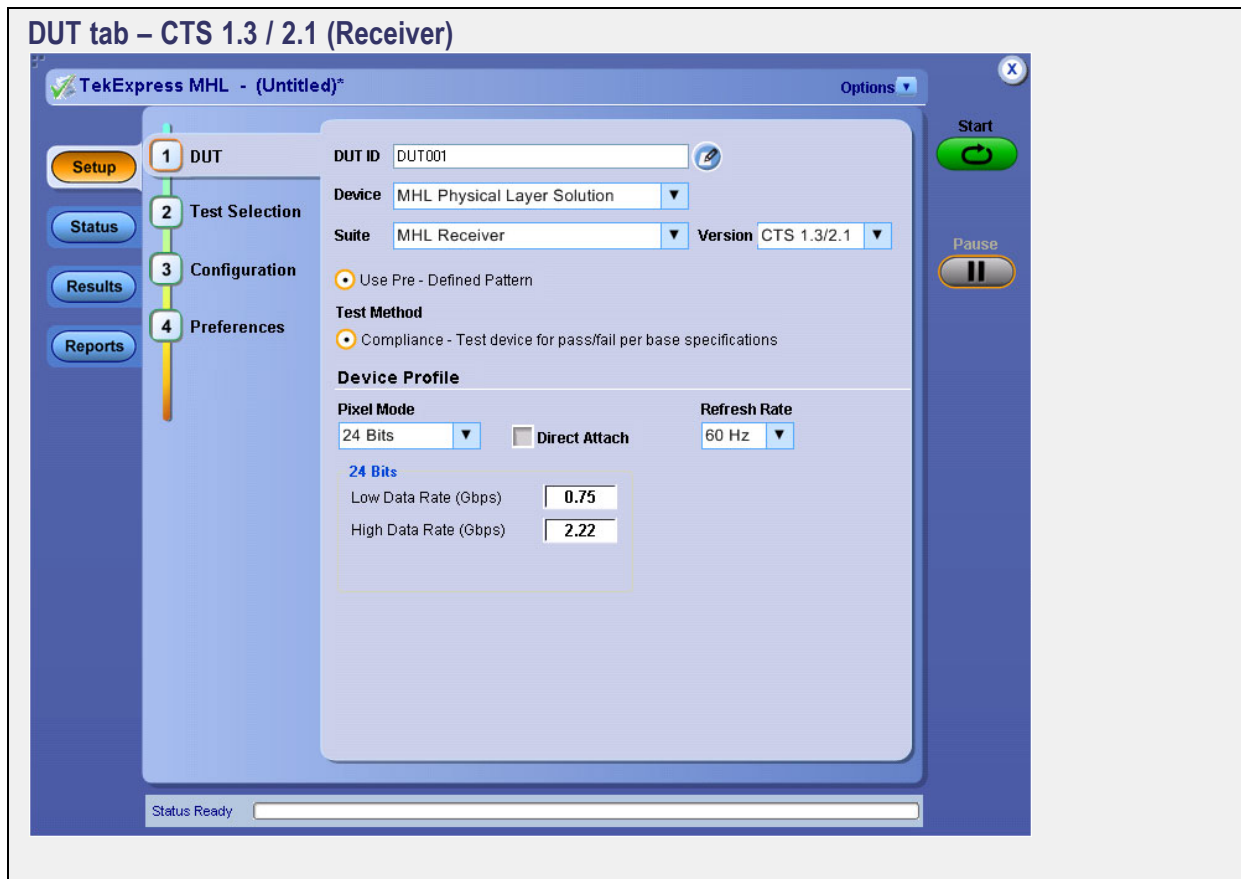 DUT tab – CTS 1.3 / 2.1 (Receiver)
TekExpress MHL - (Untitled)*
Options
X
Start
Pause
Setup
Status
Results
Reports
1 DUT
2 Test Selection
3 Configuration
4 Preferences
DUT ID DUT001
Device MHL Physical Layer Solution
Suite MHL Receiver Version CTS 1.3/2.1
Use Pre - Defined Pattern
Test Method
Compliance - Test device for pass/fail per base specifications
Device Profile
Pixel Mode Refresh Rate
24 Bits Direct Attach 60 Hz
24 Bits
Low Data Rate (Gbps) 0.75
High Data Rate (Gbps) 2.22
Status Ready